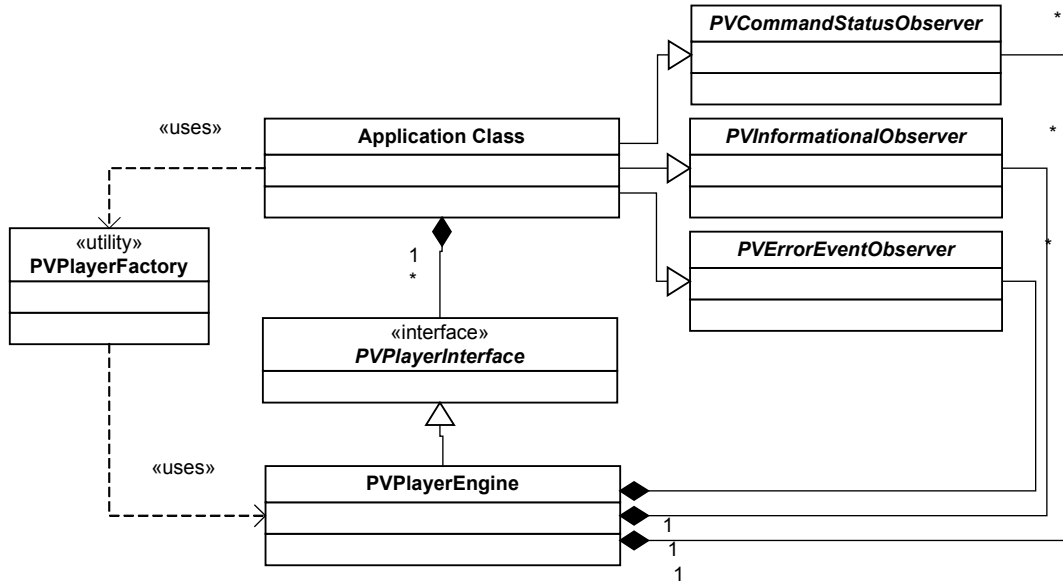 PVCommandStatusObserver
*
«uses»
Application Class
PVInformationalObserver
*
«utility»
PVPlayerFactory
1
*
PVErrorEventObserver
*
«interface»
PVPlayerInterface
«uses»
PVPlayerEngine
1
1
1